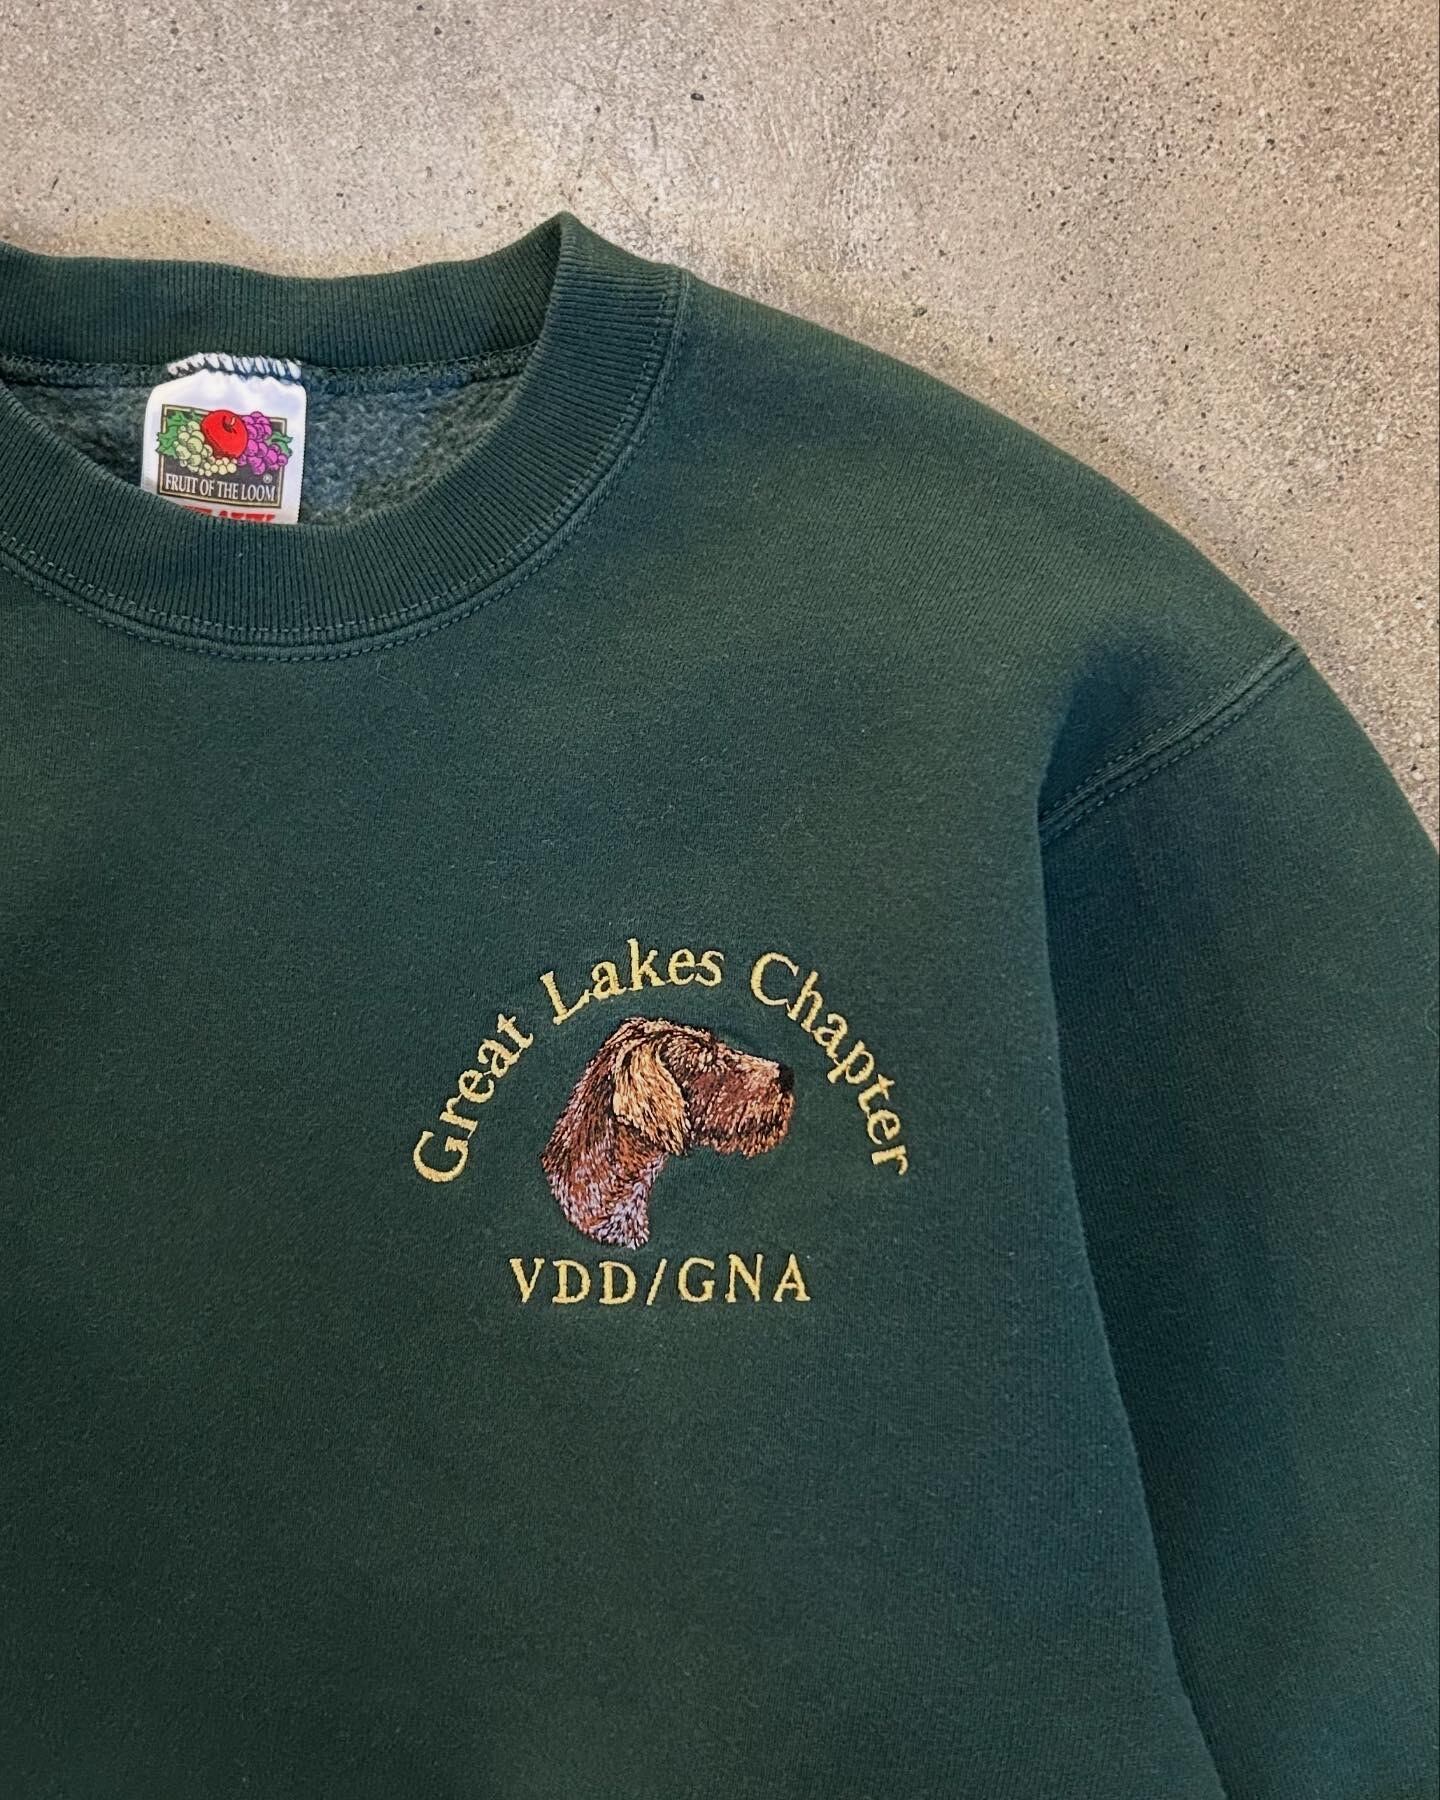 FRUIT OF THE LOOM
®
Great Lakes Chapter
VDD/GNA